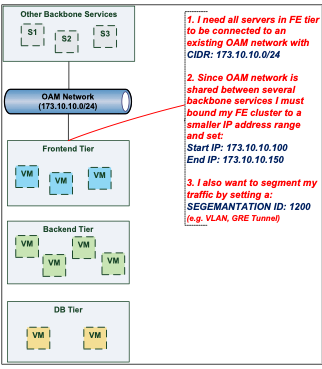 Other Backbone Services
S1
S2
S3
OAM Network
(173.10.10.0/24)
Frontend Tier
VM
VM
VM
Backend Tier
VM
VM
VM
VM
DB Tier
VM
VM
1. I need all servers in FE tier
to be connected to an
existing OAM network with
CIDR: 173.10.10.0/24
2. Since OAM network is
shared between several
backbone services I must
bound my FE cluster to a
smaller IP address range
and set:
Start IP: 173.10.10.100
End IP: 173.10.10.150
3. I also want to segment my
traffic by setting a:
SEGEMANTATION ID: 1200
(e.g. VLAN, GRE Tunnel)